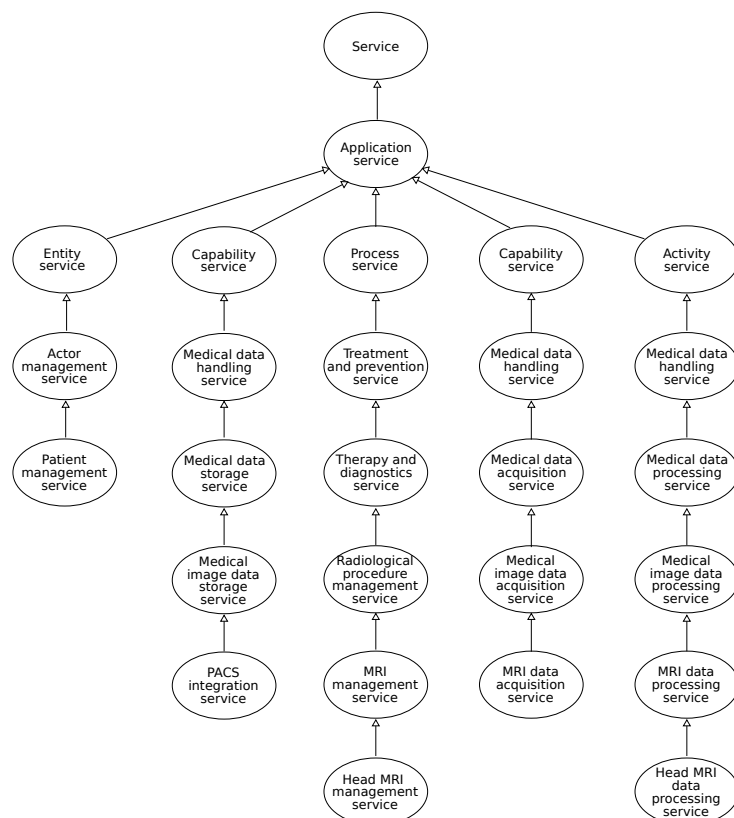 Service
Application
service
Entity
service
Capability
service
Process
service
Capability
service
Activity
service
Actor
management
service
Medical data
handling
service
Treatment
and prevention
service
Medical data
handling
service
Medical data
handling
service
Patient
management
service
Medical data
storage
service
Therapy and
diagnostics
service
Medical data
acquisition
service
Medical data
processing
service
Medical
image data
storage
service
Radiological
procedure
management
service
Medical
image data
acquisition
service
Medical
image data
processing
service
PACS
integration
service
MRI
management
service
MRI data
acquisition
service
MRI data
processing
service
Head MRI
management
service
Head MRI
data
processing
service